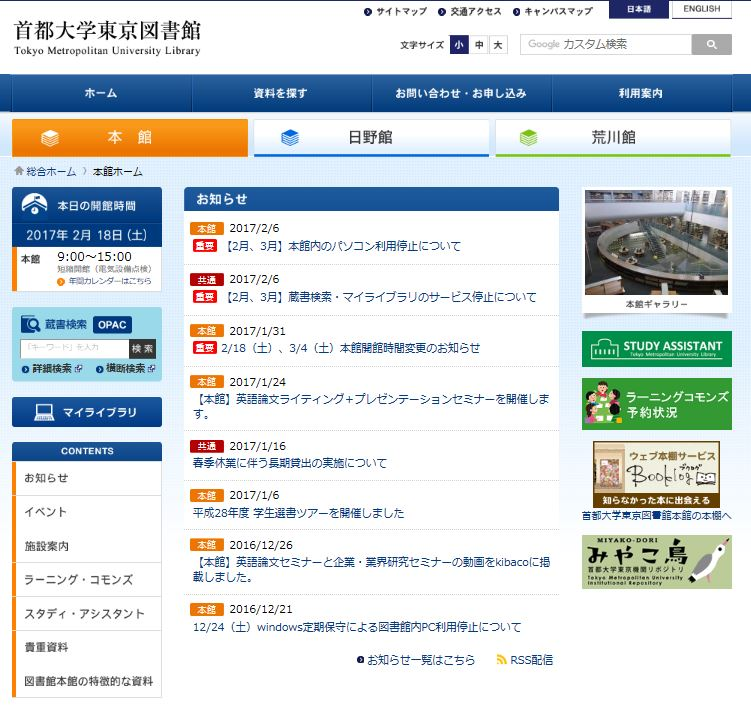 サイトマップ 交通アクセス キャンパスマップ 日本語 ENGLISH
首都大学東京図書館
Tokyo Metropolitan University Library
文字サイズ 小 中 大 Google カスタム検索
ホーム 資料を探す お問い合わせ・お申し込み 利用案内
本館 日野館 荒川館
総合ホーム 〉 本館ホーム
本日の開館時間
2017年 2月 18日(土)
本館 9:00〜15:00
短縮開館（電気設備点検）
年間カレンダーはこちら
蔵書検索 OPAC
「キーワード」を入力 検索
詳細検索 横断検索
マイライブラリ
CONTENTS
お知らせ
イベント
施設案内
ラーニング・コモンズ
スタディ・アシスタント
貴重資料
図書館本館の特徴的な資料
お知らせ
本館 2017/2/6
重要 【2月、3月】本館内のパソコン利用停止について
共通 2017/2/6
重要 【2月、3月】蔵書検索・マイライブラリのサービス停止について
本館 2017/1/31
重要 2/18（土）、3/4（土）本館開館時間変更のお知らせ
本館 2017/1/24
【本館】英語論文ライティング＋プレゼンテーションセミナーを開催しま
す。
共通 2017/1/16
春季休業に伴う長期貸出の実施について
本館 2017/1/6
平成28年度 学生選書ツアーを開催しました
本館 2016/12/26
【本館】英語論文セミナーと企業・業界研究セミナーの動画をkibacoに掲
載しました。
本館 2016/12/21
12/24（土）windows定期保守による図書館内PC利用停止について
お知らせ一覧はこちら RSS配信
本館ギャラリー
STUDY ASSISTANT
Tokyo Metropolitan University Library
ラーニングコモンズ
予約状況
ウェブ本棚サービス
Booklog ブクログ
知らなかった本に出会える
首都大学東京図書館本館の本棚へ
MIYAKO-DORI
みやこ鳥
首都大学東京機関リポジトリ
Tokyo Metropolitan University
Institutional Repository